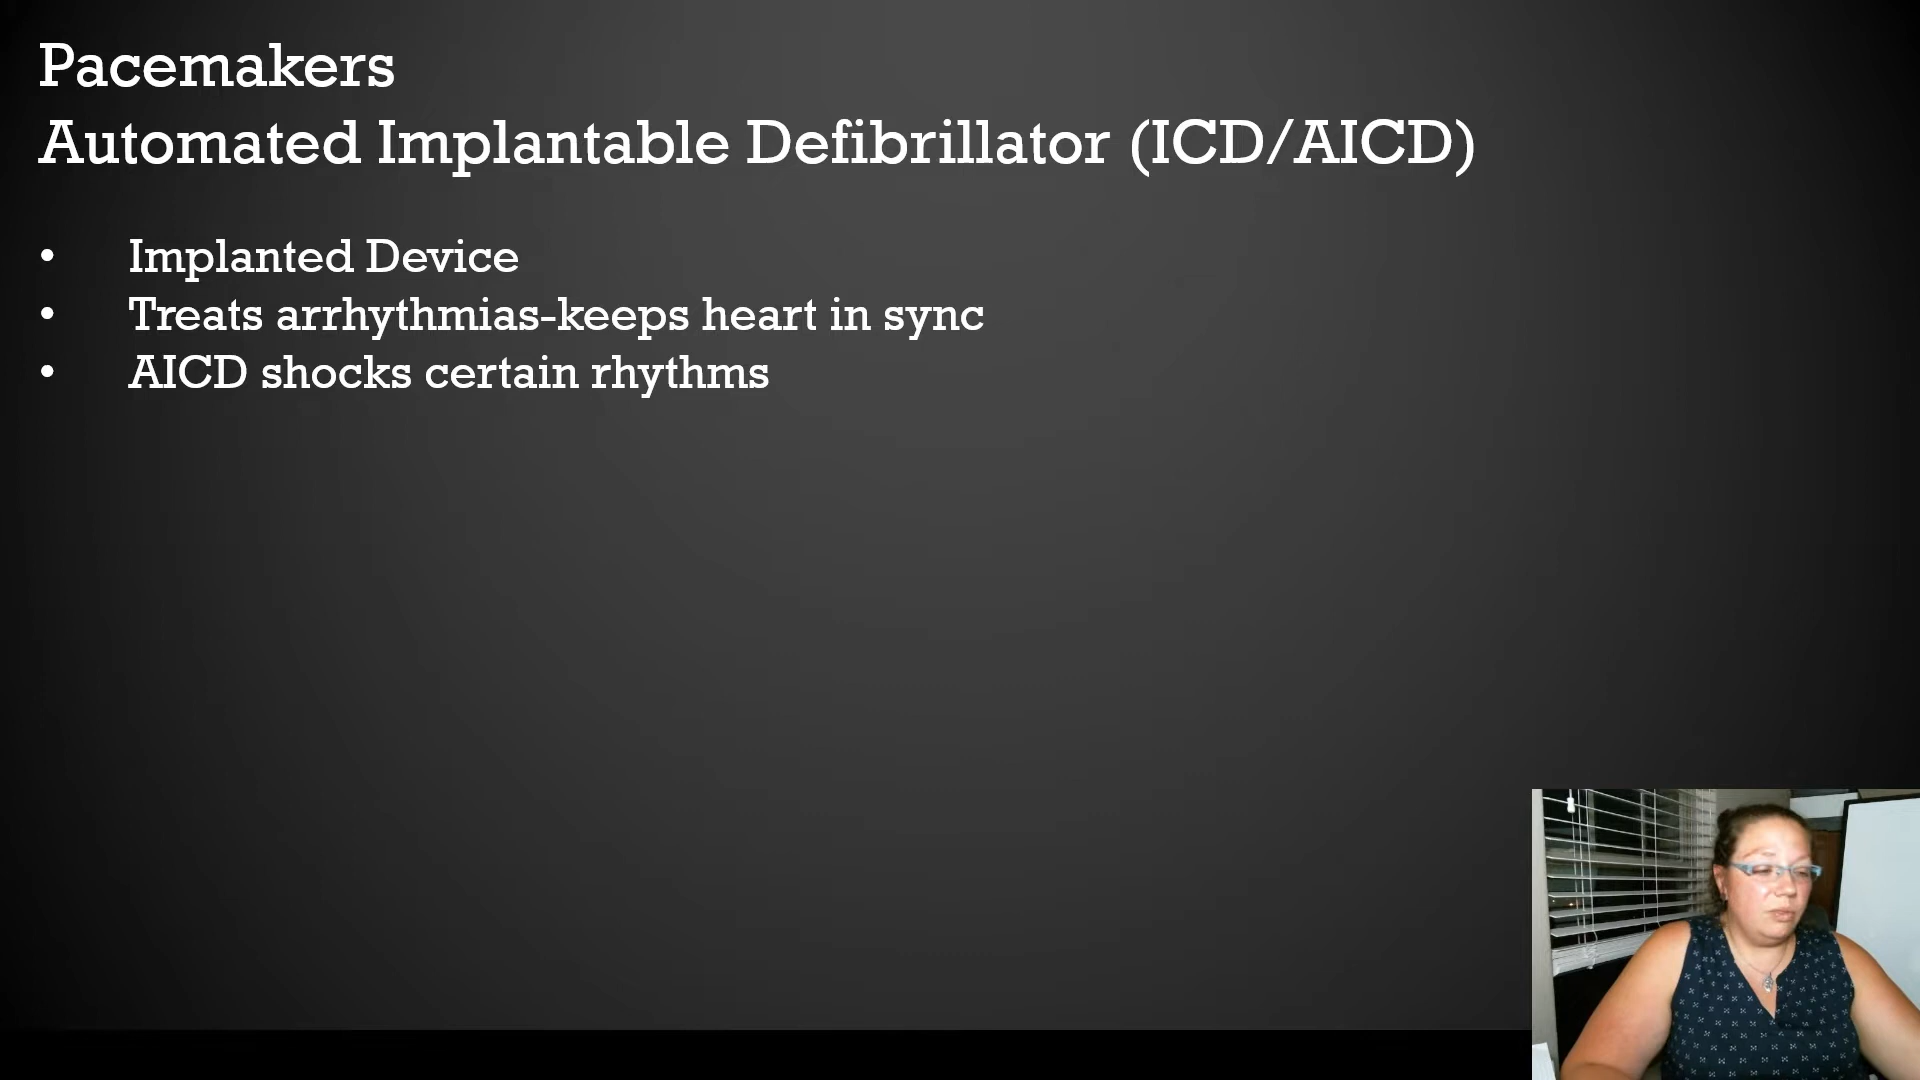 Pacemakers
Automated Implantable Defibrillator (ICD/AICD)
• Implanted Device
• Treats arrhythmias-keeps heart in sync
• AICD shocks certain rhythms